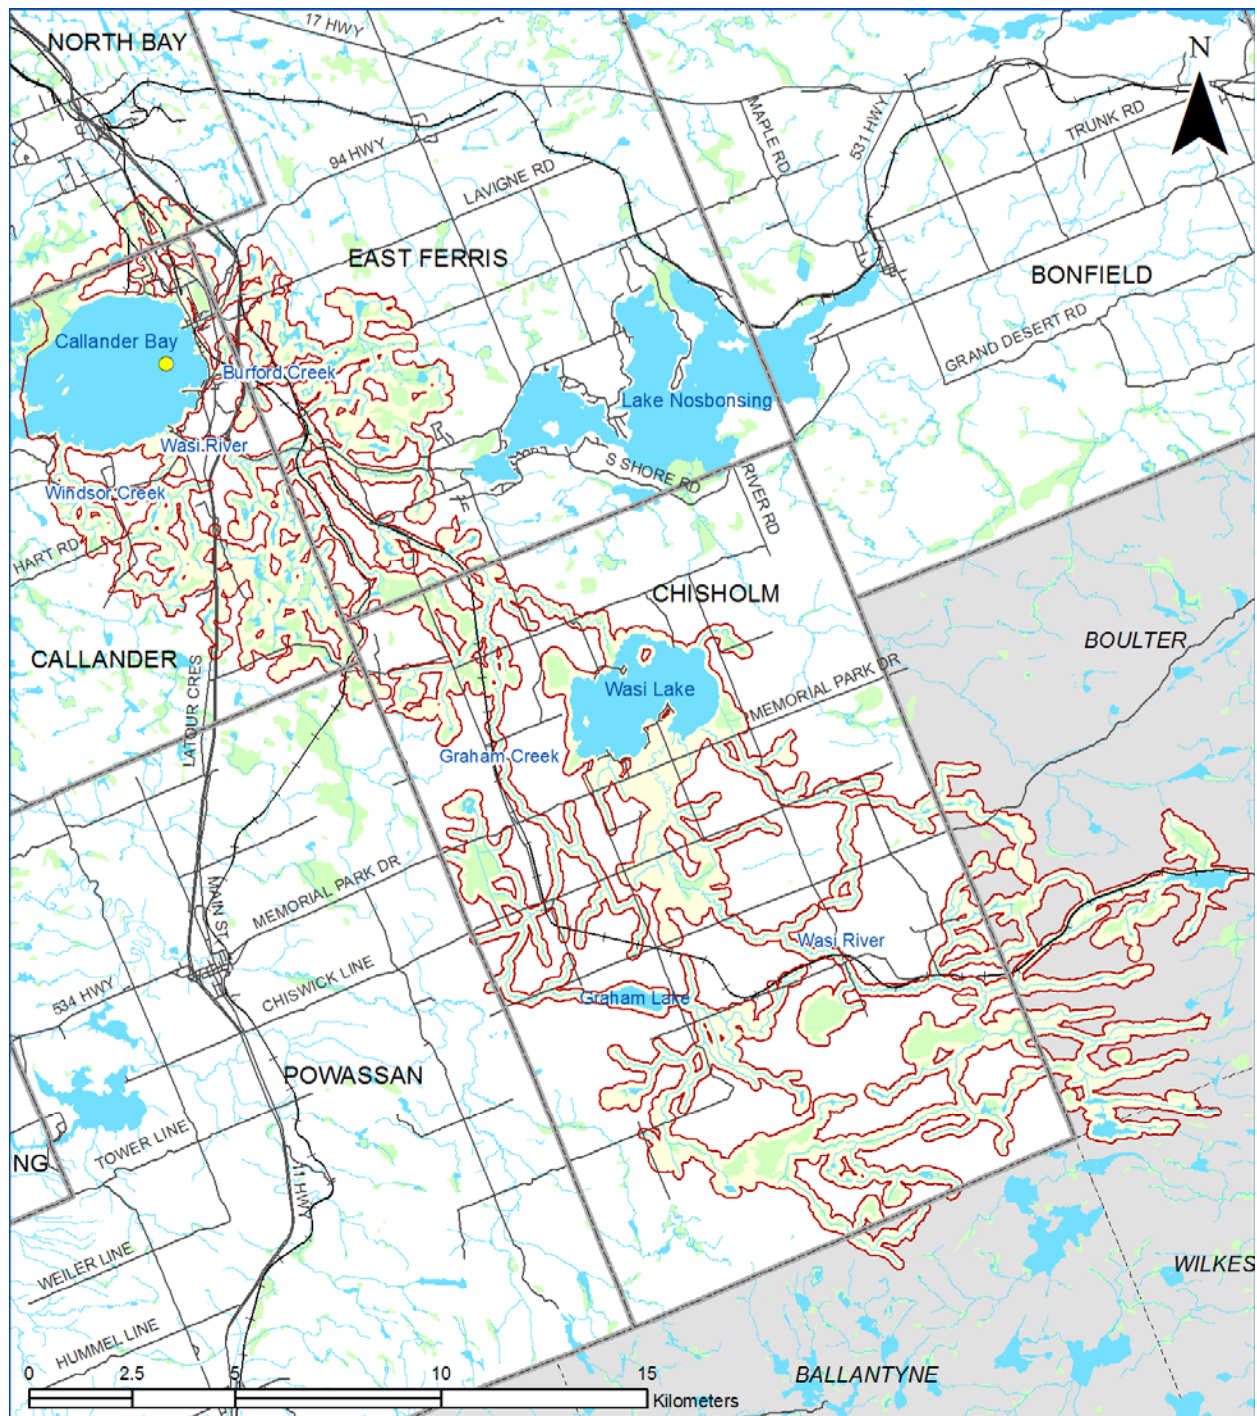 17 HWY
NORTH BAY
N
MAPLE RD
531 HWY
TRUNK RD
94 HWY
LAVIGNE RD
EAST FERRIS
BONFIELD
Callander Bay
GRAND DESERT RD
Burford Creek
Lake Nosbonsing
Wasi River
S SHORE RD
RIVER RD
Windsor Creek
HART RD
CHISHOLM
BOULTER
CALLANDER
LATOUR CRES
Wasi Lake
MEMORIAL PARK DR
Graham Creek
MAIN ST
MEMORIAL PARK DR
Wasi River
534 HWY
CHISWICK LINE
Graham Lake
POWASSAN
TOWER LINE
NG
11 HWY
WEILER LINE
WILKES
HUMMEL LINE
BALLANTYNE
0 2.5 5 10 15
Kilometers